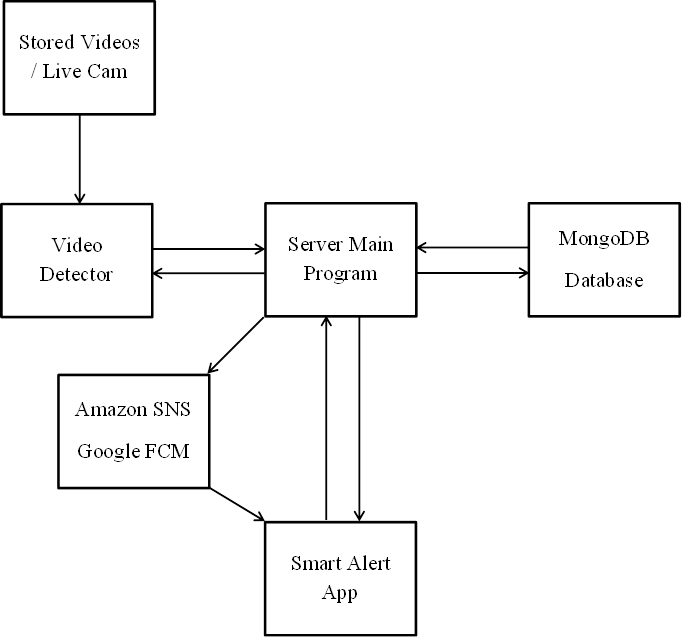 Stored Videos
/ Live Cam
Video
Detector
Server Main
Program
MongoDB
Database
Amazon SNS
Google FCM
Smart Alert
App